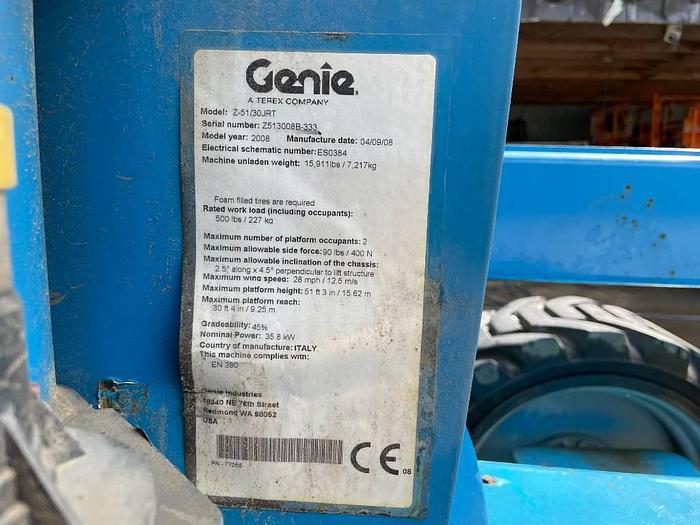 Genie
A TEREX COMPANY
Model: Z-51/30JRT
Serial number: Z513008B-333
Model year: 2008 Manufacture date: 04/09/08
Electrical schematic number: ES0384
Machine unladen weight: 15,911lbs / 7,217kg
Foam filled tires are required
Rated work load (including occupants):
500 lbs / 227 kg
Maximum number of platform occupants: 2
Maximum allowable side force: 90 lbs / 400 N
Maximum allowable inclination of the chassis:
2.5° along x 4.5° perpendicular to lift structure
Maximum wind speed: 28 mph / 12.5 m/s
Maximum platform height: 51 ft 3 in / 15.62 m
Maximum platform reach:
30 ft 4 in / 9.25 m
Gradeability: 45%
Nominal Power: 35.8 kW
Country of manufacture: ITALY
This machine complies with:
EN 280
Genie Industries
18340 NE 76th Street
Redmond WA 98052
USA
PN - 77055
CE 08